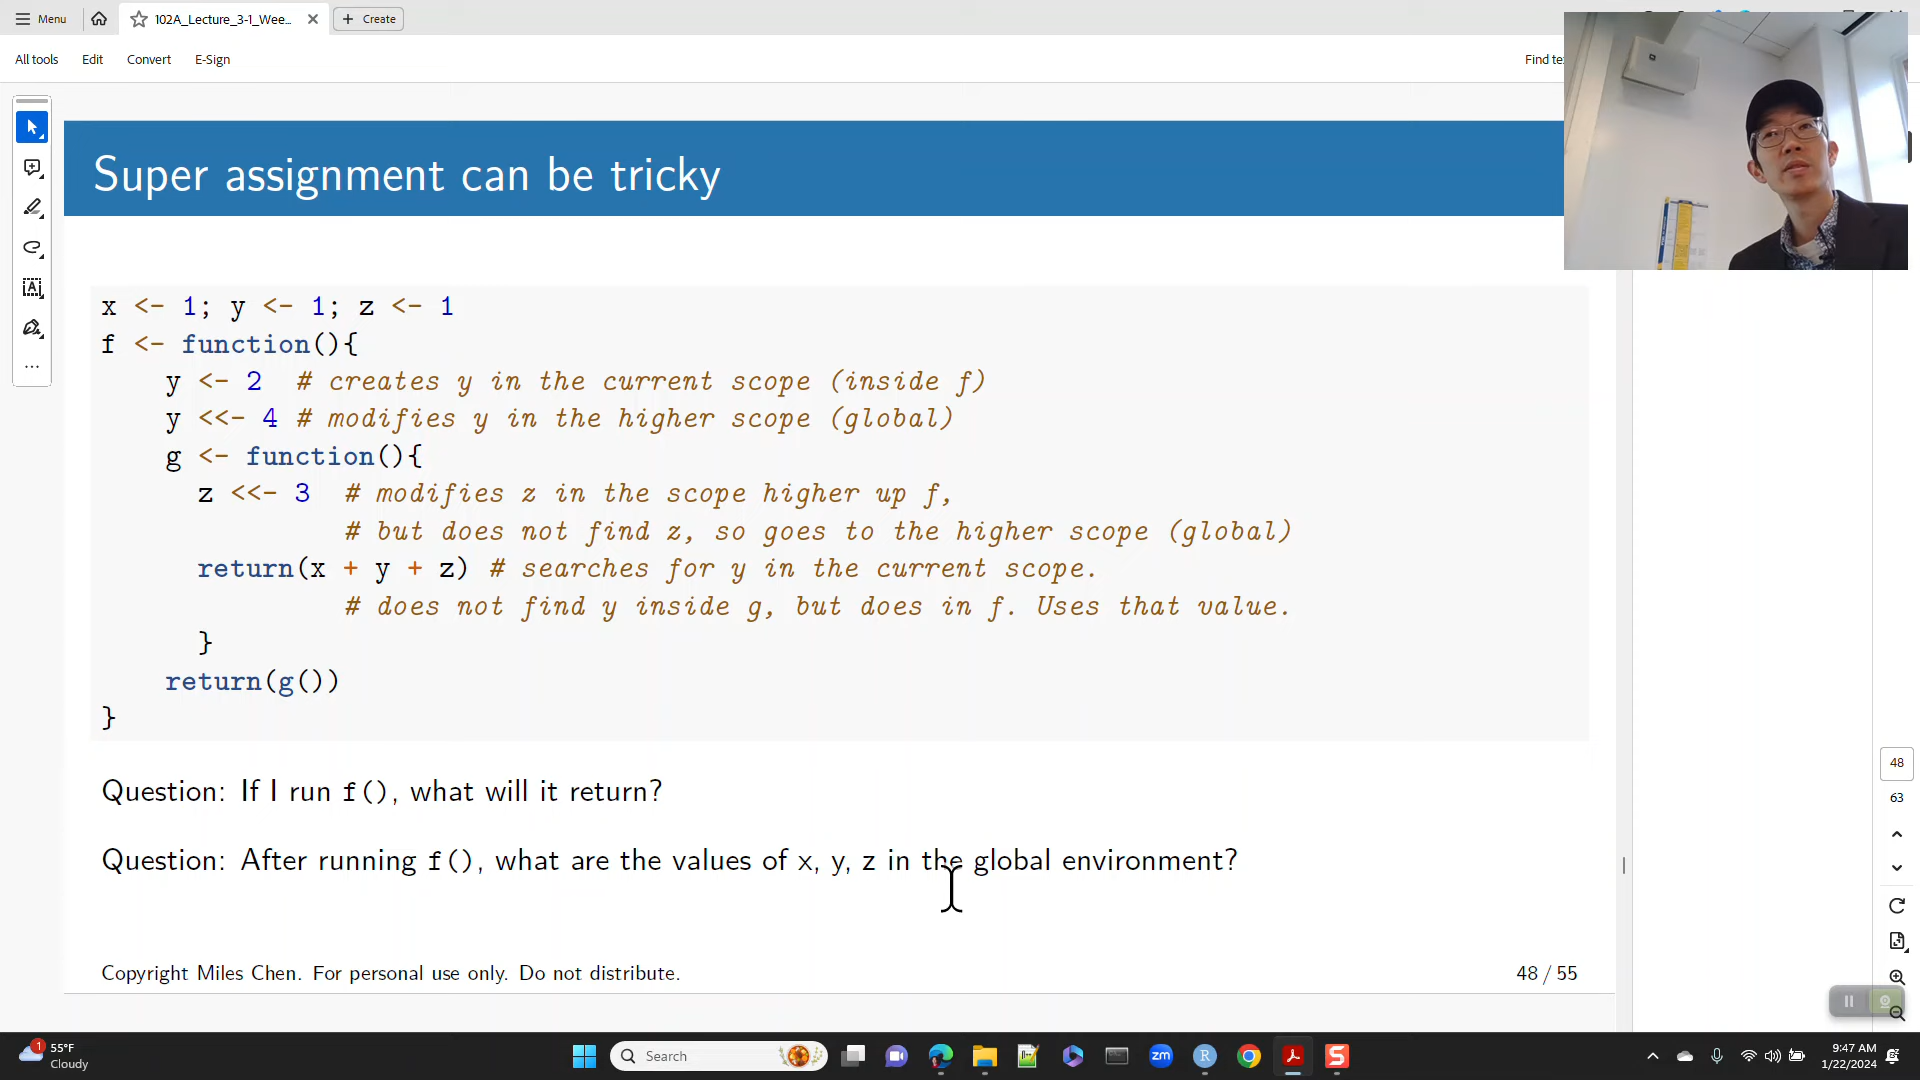 Menu
102A_Lecture_3-1_Wee...
Create
All tools
Edit
Convert
E-Sign
Find te
Super assignment can be tricky
x <- 1; y <- 1; z <- 1
f <- function(){
y <- 2 # creates y in the current scope (inside f)
y <<- 4 # modifies y in the higher scope (global)
g <- function(){
z <<- 3 # modifies z in the scope higher up f,
# but does not find z, so goes to the higher scope (global)
return(x + y + z) # searches for y in the current scope.
# does not find y inside g, but does in f. Uses that value.
}
return(g())
}
Question: If I run f(), what will it return?
Question: After running f(), what are the values of x, y, z in the global environment?
Copyright Miles Chen. For personal use only. Do not distribute.
48 / 55
48
63
1
55°F
Cloudy
Search
zm
R
S
9:47 AM
1/22/2024